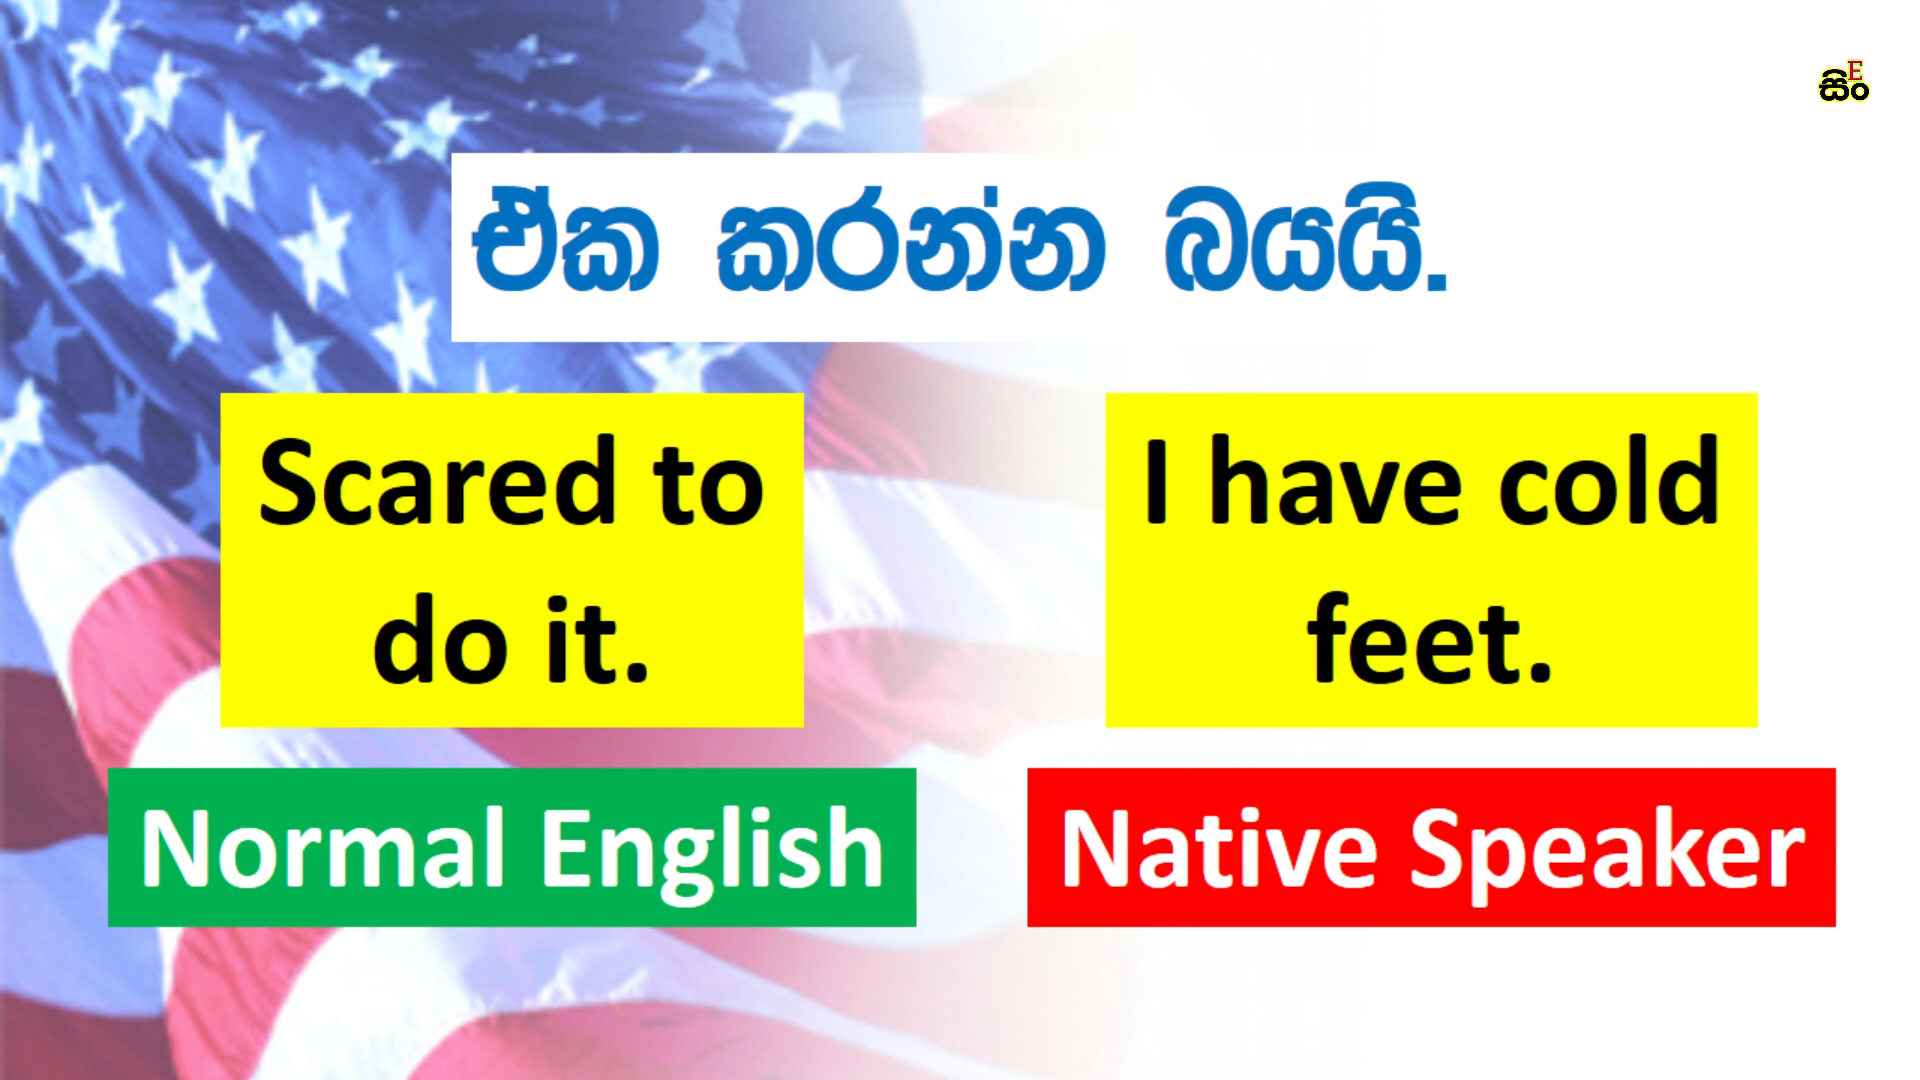 සිංE
ඒක කරන්න බයයි.
Scared to
do it.
I have cold
feet.
Normal English
Native Speaker